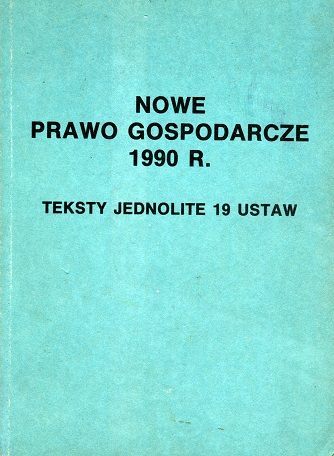 NOWE
PRAWO GOSPODARCZE
1990 R.
TEKSTY JEDNOLITE 19 USTAW